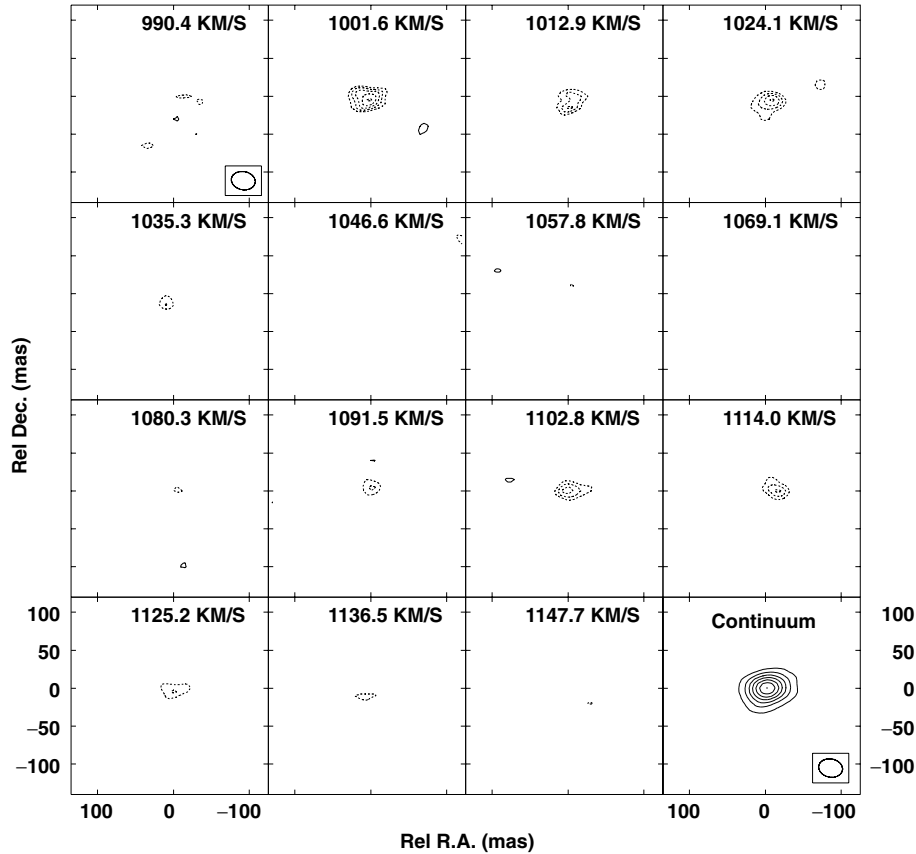 990.4 KM/S
1001.6 KM/S
1012.9 KM/S
1024.1 KM/S
1035.3 KM/S
1046.6 KM/S
1057.8 KM/S
1069.1 KM/S
Rel Dec. (mas)
1080.3 KM/S
1091.5 KM/S
1102.8 KM/S
1114.0 KM/S
1125.2 KM/S
1136.5 KM/S
1147.7 KM/S
Continuum
100
50
0
−50
−100
100
50
0
−50
−100
100 0 −100
100 0 −100
Rel R.A. (mas)